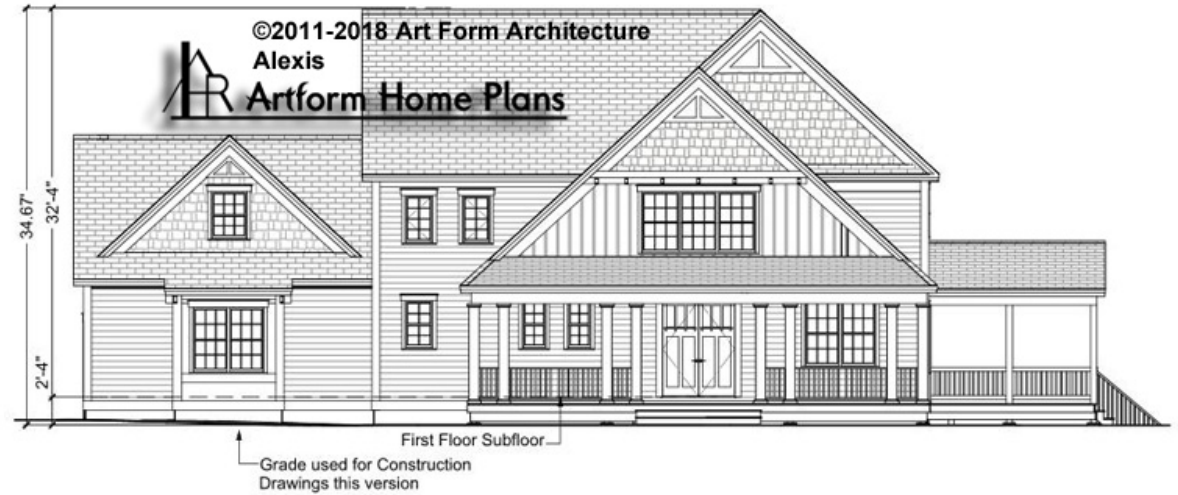 ©2011-2018 Art Form Architecture
Alexis
AR Artform Home Plans
34.67"
32'-4"
2'-4"
First Floor Subfloor
Grade used for Construction
Drawings this version